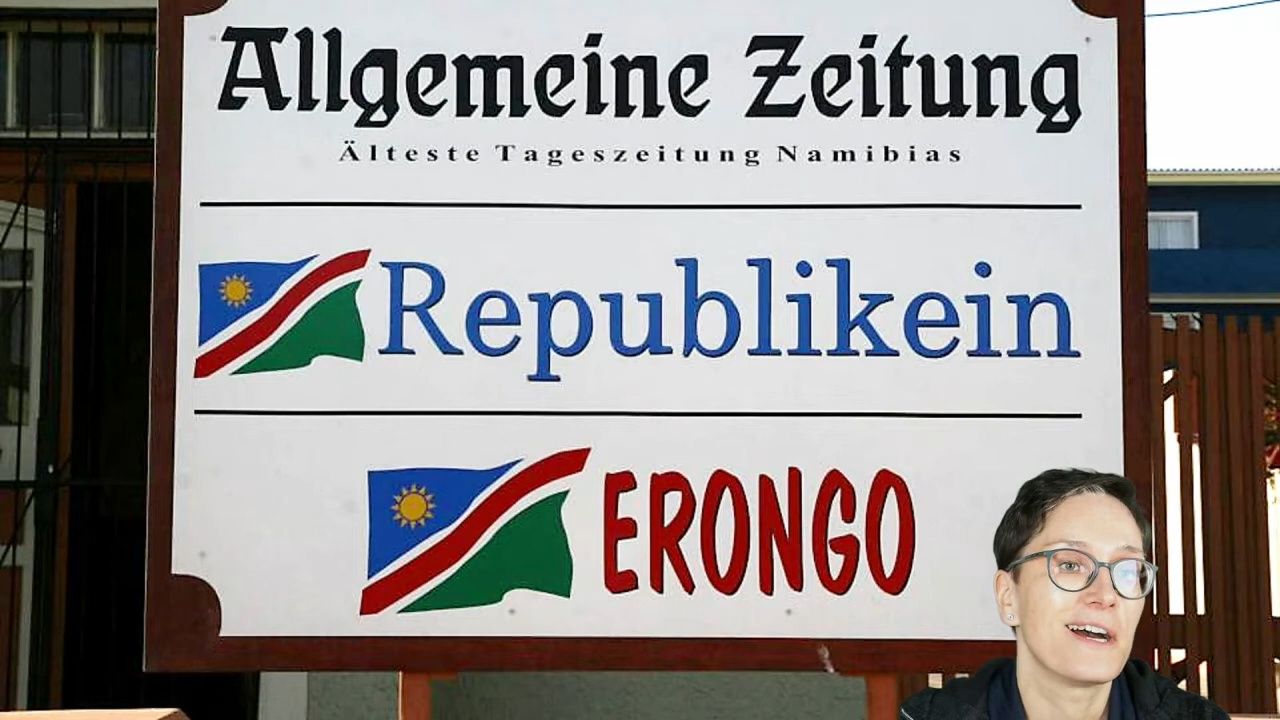 Allgemeine Zeitung
Älteste Tageszeitung Namibias
Republikein
ERONGO